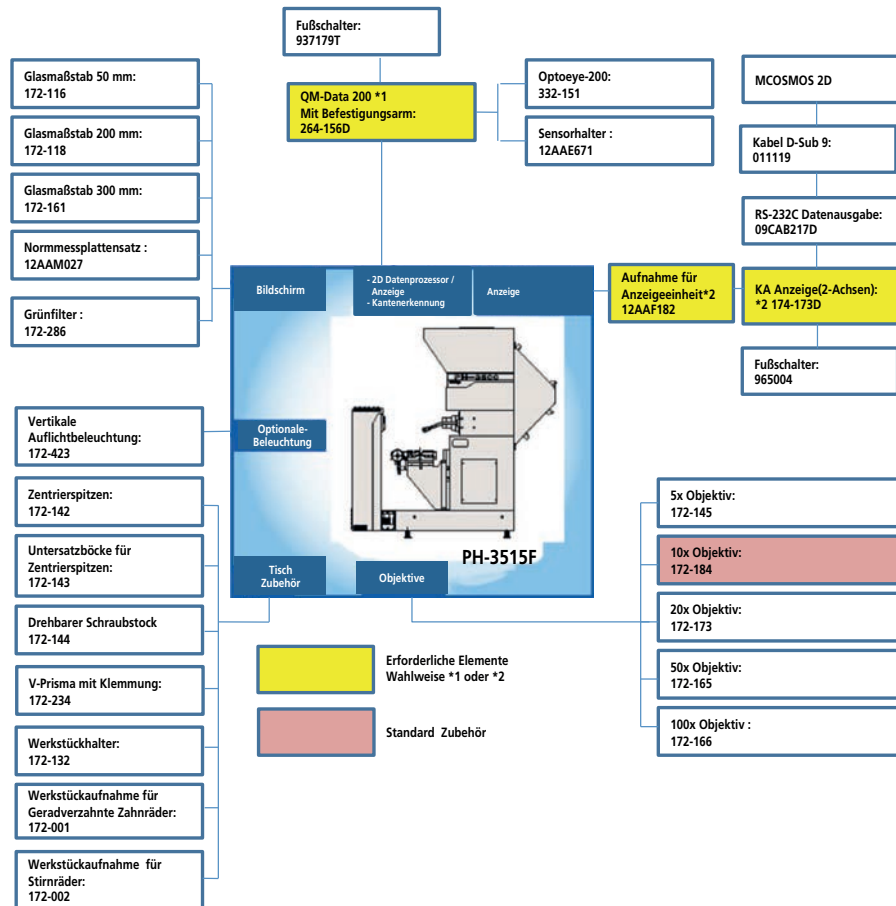 Fußschalter:
937179T
Glasmaßstab 50 mm:
172-116
Glasmaßstab 200 mm:
172-118
Glasmaßstab 300 mm:
172-161
Normmessplattensatz :
12AAM027
Grünfilter :
172-286
QM-Data 200 *1
Mit Befestigungsarm:
264-156D
Optoeye-200:
332-151
Sensorhalter :
12AAE671
MCOSMOS 2D
Kabel D-Sub 9:
011119
RS-232C Datenausgabe:
09CAB217D
Aufnahme für
Anzeigeeinheit*2
12AAF182
KA Anzeige(2-Achsen):
*2 174-173D
Fußschalter:
965004
Bildschirm
- 2D Datenprozessor /
Anzeige
- Kantenerkennung
Anzeige
Optionale-
Beleuchtung
PH-3515F
Tisch
Zubehör
Objektive
Vertikale
Auflichtbeleuchtung:
172-423
Zentrierspitzen:
172-142
Untersatzböcke für
Zentrierspitzen:
172-143
Drehbarer Schraubstock
172-144
V-Prisma mit Klemmung:
172-234
Werkstückhalter:
172-132
Werkstückaufnahme für
Geradverzahnte Zahnräder:
172-001
Werkstückaufnahme für
Stirnräder:
172-002
Erforderliche Elemente
Wahlweise *1 oder *2
Standard Zubehör
5x Objektiv:
172-145
10x Objektiv:
172-184
20x Objektiv:
172-173
50x Objektiv:
172-165
100x Objektiv :
172-166